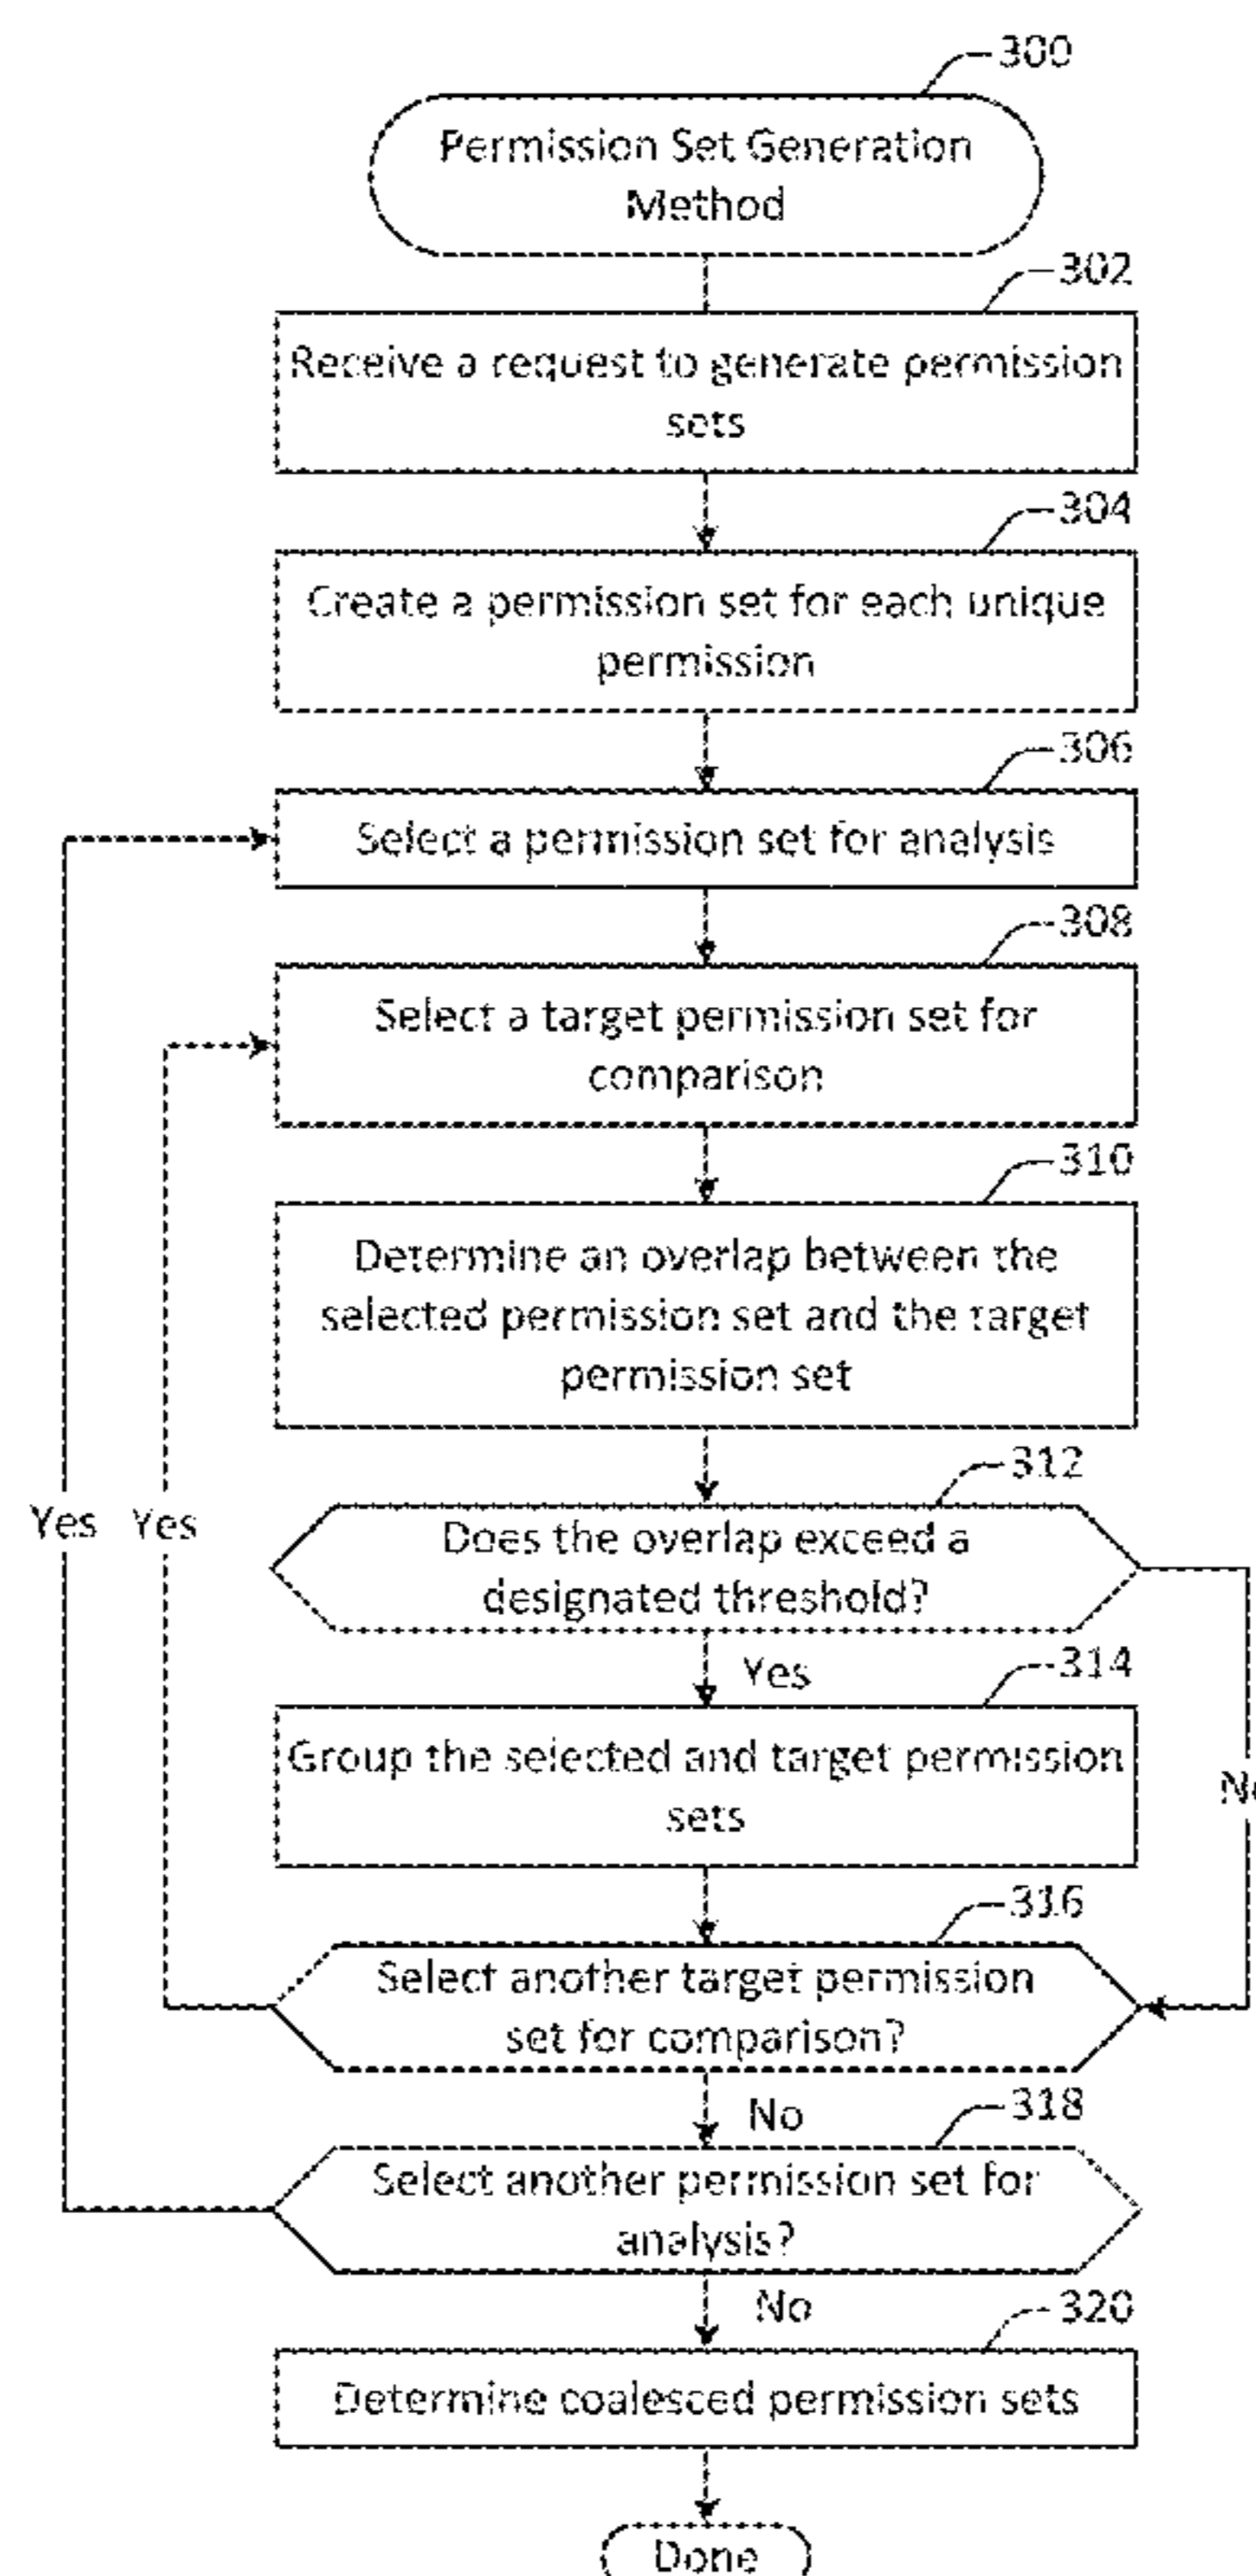 300
Permission Set Generation
Method
302
Receive a request to generate permission
sets
304
Create a permission set for each unique
permission
306
Select a permission set for analysis
308
Select a target permission set for
comparison
310
Determine an overlap between the
selected permission set and the target
permission set
312
Does the overlap exceed a
designated threshold?
Yes
Yes
Yes
314
Group the selected and target permission
sets
316
Select another target permission
set for comparison?
No
318
Select another permission set for
analysis?
No
320
Determine coalesced permission sets
Done